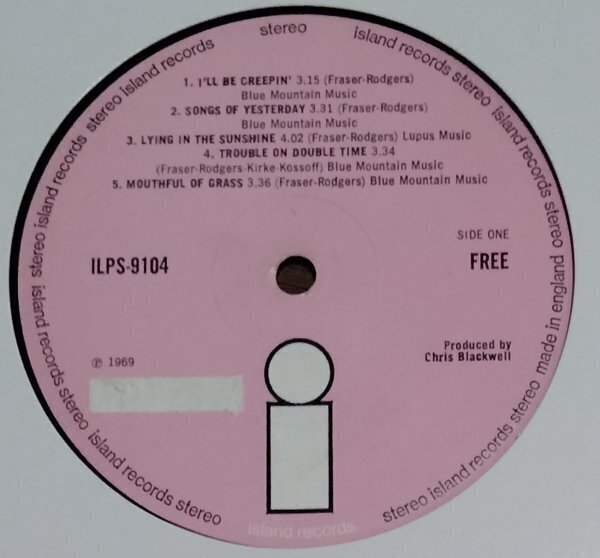 stereo
island records stereo island records stereo made in england
stereo island records stereo island records stereo
island records stereo island records stereo
stereo island records stereo
island records
1. I'LL BE CREEPIN' 3.15 (Fraser-Rodgers)
Blue Mountain Music
2. SONGS OF YESTERDAY 3.31 (Fraser-Rodgers)
Blue Mountain Music
3. LYING IN THE SUNSHINE 4.02 (Fraser-Rodgers) Lupus Music
4. TROUBLE ON DOUBLE TIME 3.34
(Fraser-Rodgers-Kirke-Kossoff) Blue Mountain Music
5. MOUTHFUL OF GRASS 3.36 (Fraser-Rodgers) Blue Mountain Music
SIDE ONE
ILPS-9104
FREE
Produced by
Chris Blackwell
℗ 1969
i